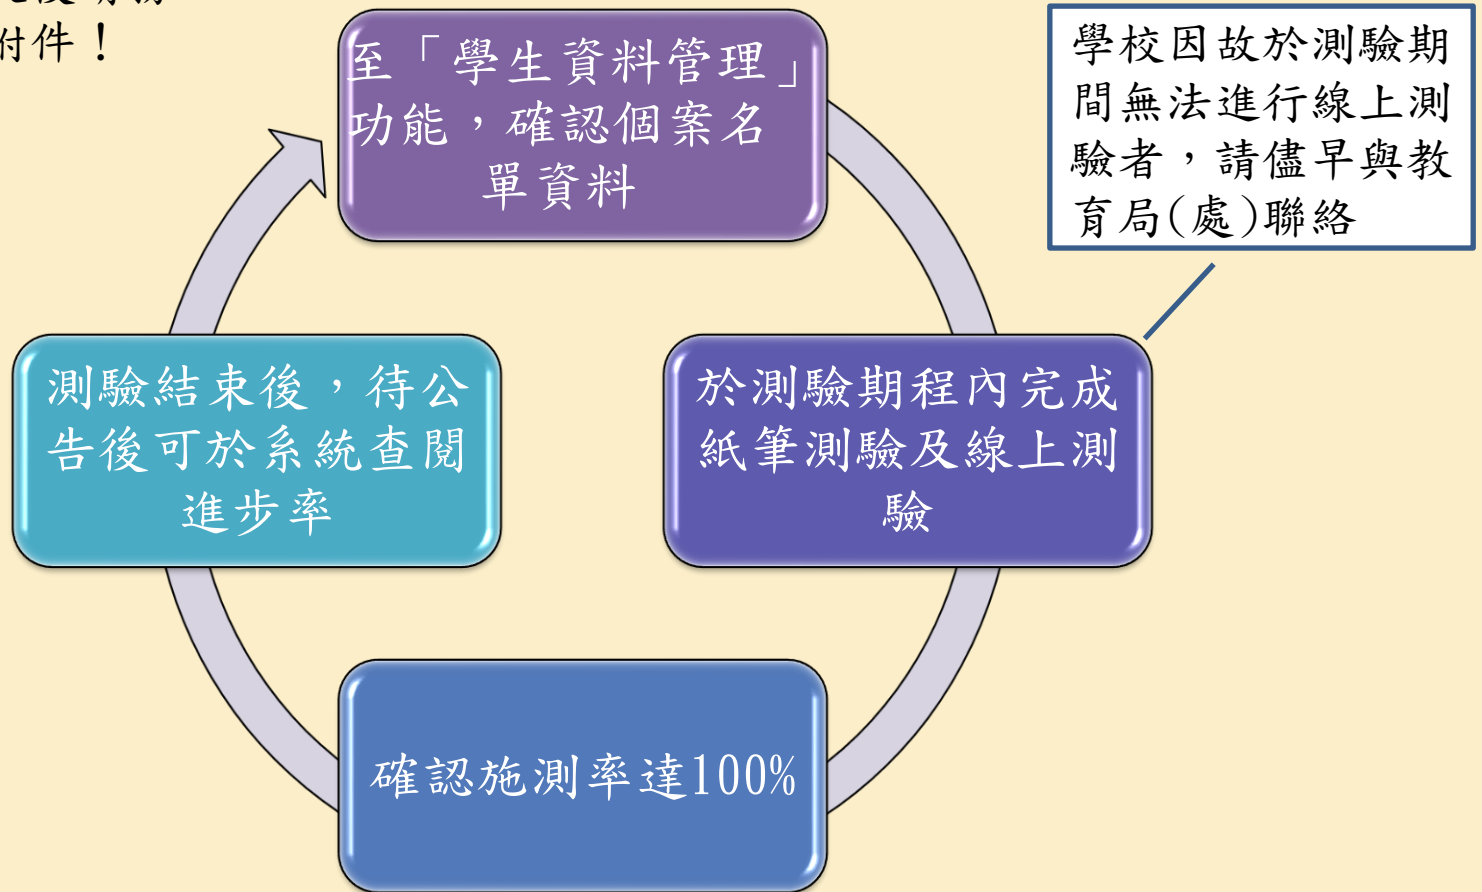 附件！
至「學生資料管理」
功能，確認個案名
單資料
學校因故於測驗期
間無法進行線上測
驗者，請儘早與教
育局(處)聯絡
於測驗期程內完成
紙筆測驗及線上測
驗
確認施測率達100%
測驗結束後，待公
告後可於系統查閱
進步率